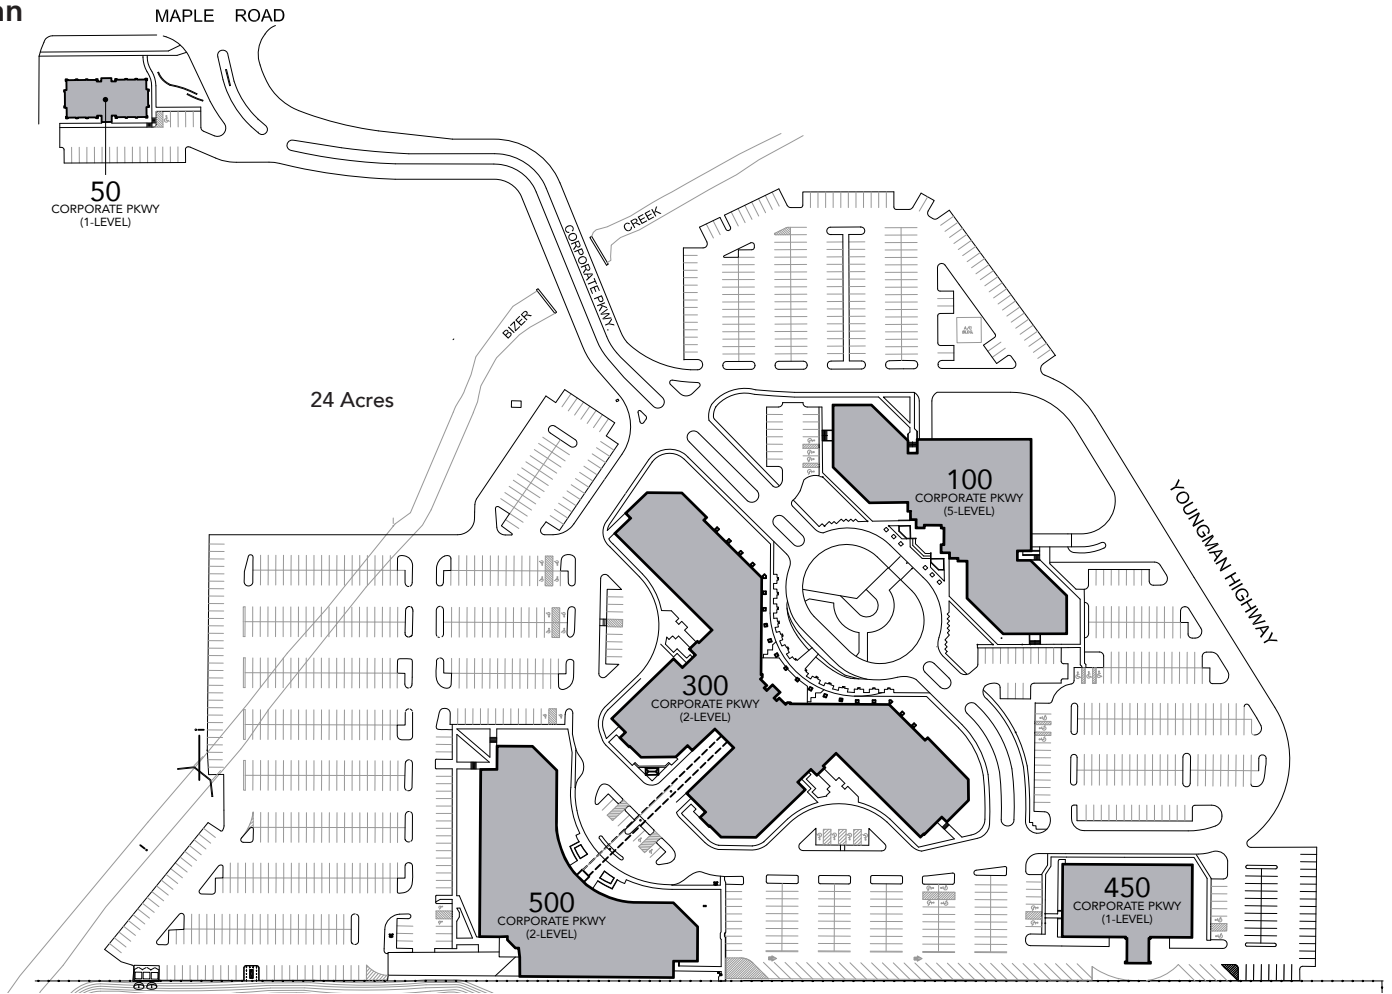 nn
MAPLE ROAD
50
CORPORATE PKWY
(1-LEVEL)
CREEK
CORPORATE PKWY.
BIZER
24 Acres
100
CORPORATE PKWY
(5-LEVEL)
YOUNGMAN HIGHWAY
300
CORPORATE PKWY
(2-LEVEL)
500
CORPORATE PKWY
(2-LEVEL)
450
CORPORATE PKWY
(1-LEVEL)